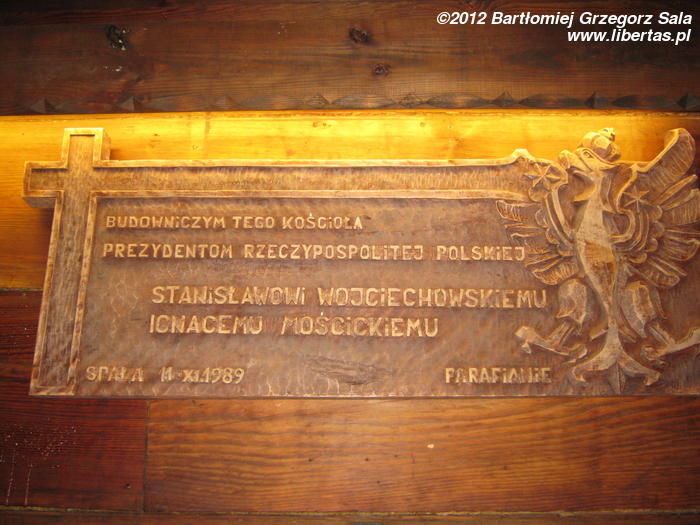 ©2012 Bartłomiej Grzegorz Sala
www.libertas.pl
BUDOWNICZYM TEGO KOŚCIOŁA
PREZYDENTOM RZECZYPOSPOLITEJ POLSKIEJ
STANISŁAWOWI WOJCIECHOWSKIEMU
IGNACEMU MOŚCICKIEMU
SPAŁA 11-XI.1989 PARAFIANIE